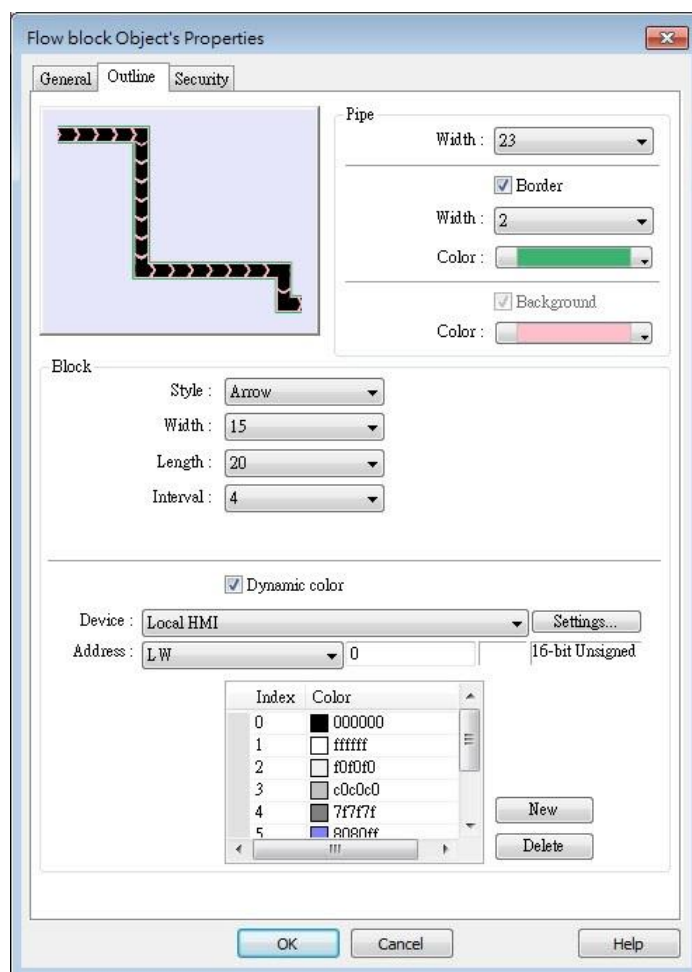 Flow block Object's Properties
General Outline Security
Pipe
Width : 23
Border
Width : 2
Color :
Background
Color :
Block
Style : Arrow
Width : 15
Length : 20
Interval : 4
Dynamic color
Device : Local HMI Settings...
Address : LW 0 16-bit Unsigned
Index Color
0 000000
1 ffffff
2 f0f0f0
3 c0c0c0
4 7f7f7f
5 8080ff
New
Delete
OK Cancel Help